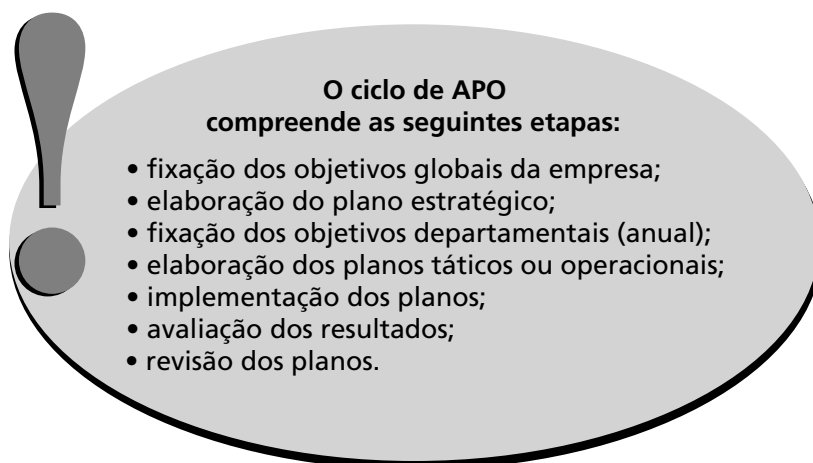 O ciclo de APO
compreende as seguintes etapas:
• fixação dos objetivos globais da empresa;
• elaboração do plano estratégico;
• fixação dos objetivos departamentais (anual);
• elaboração dos planos táticos ou operacionais;
• implementação dos planos;
• avaliação dos resultados;
• revisão dos planos.